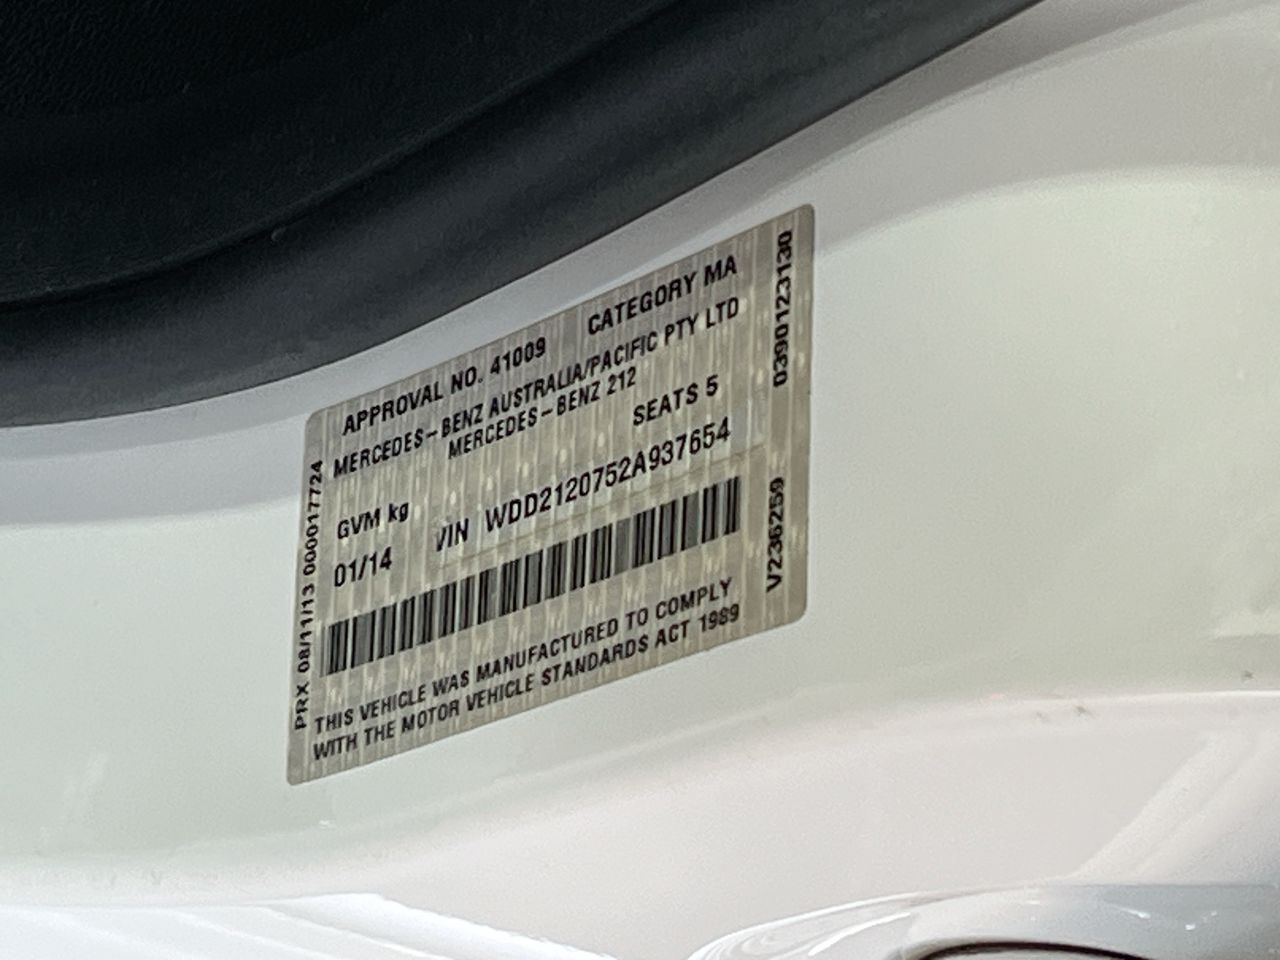 APPROVAL NO. 41009 CATEGORY MA
MERCEDES-BENZ AUSTRALIA/PACIFIC PTY LTD
MERCEDES-BENZ 212
GVM kg SEATS 5
01/14 VIN WDD2120752A937654
THIS VEHICLE WAS MANUFACTURED TO COMPLY
WITH THE MOTOR VEHICLE STANDARDS ACT 1989
PRX 08/11/13 000017724
V236259 0390123130